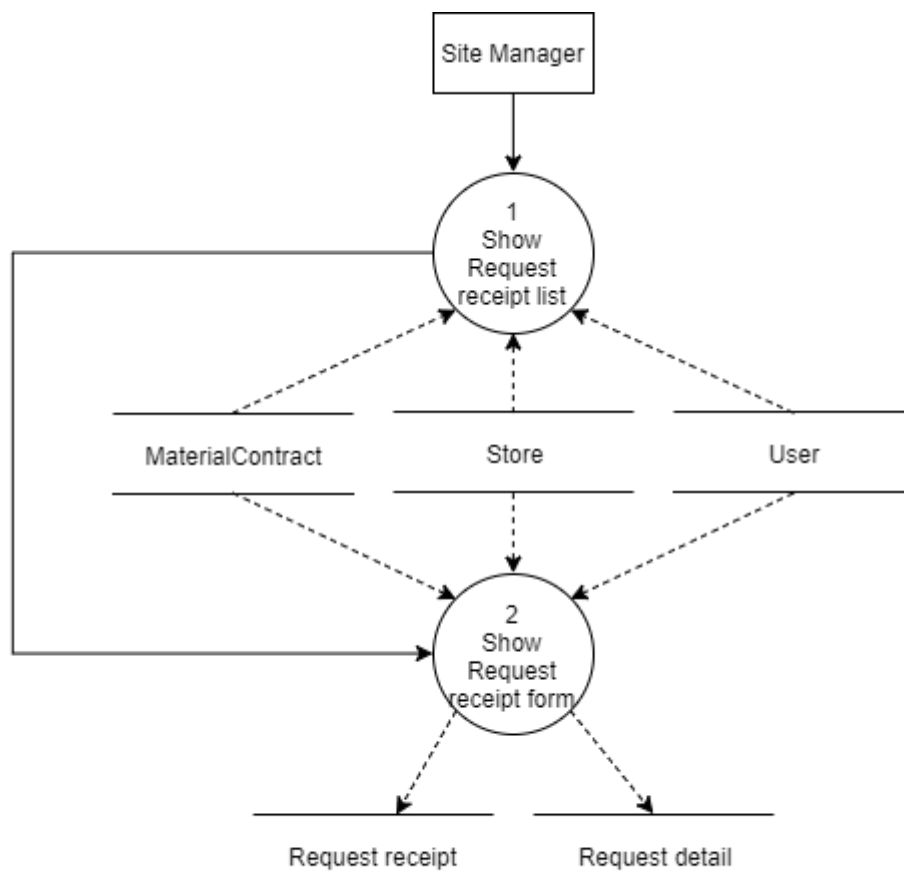 Site Manager
1
Show
Request
receipt list
MaterialContract
Store
User
2
Show
Request
receipt form
Request receipt
Request detail